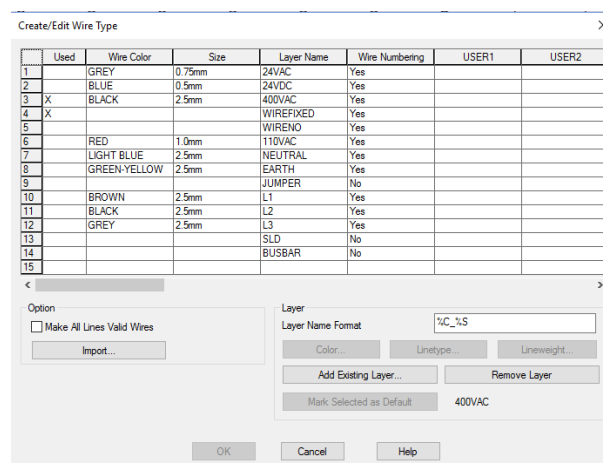 Create/Edit Wire Type
Used Wire Color Size Layer Name Wire Numbering USER1 USER2
1 GREY 0.75mm 24VAC Yes
2 BLUE 0.5mm 24VDC Yes
3 X BLACK 2.5mm 400VAC Yes
4 X WIREFIXED Yes
5 WIRENO Yes
6 RED 1.0mm 110VAC Yes
7 LIGHT BLUE 2.5mm NEUTRAL Yes
8 GREEN-YELLOW 2.5mm EARTH Yes
9 JUMPER No
10 BROWN 2.5mm L1 Yes
11 BLACK 2.5mm L2 Yes
12 GREY 2.5mm L3 Yes
13 SLD No
14 BUSBAR No
15
Option
Make All Lines Valid Wires
Import...
Layer
Layer Name Format %C_%S
Color... Linetype... Lineweight...
Add Existing Layer... Remove Layer
Mark Selected as Default 400VAC
OK Cancel Help